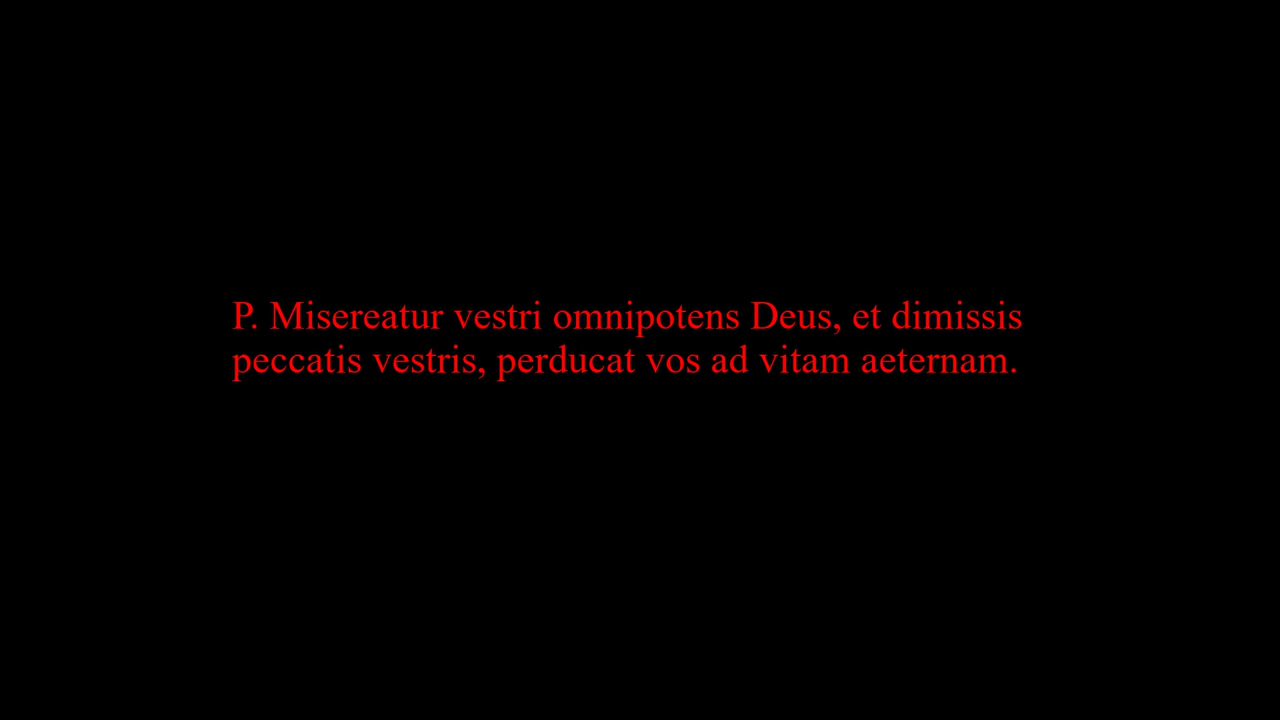 P. Misereatur vestri omnipotens Deus, et dimissis
peccatis vestris, perducat vos ad vitam aeternam.